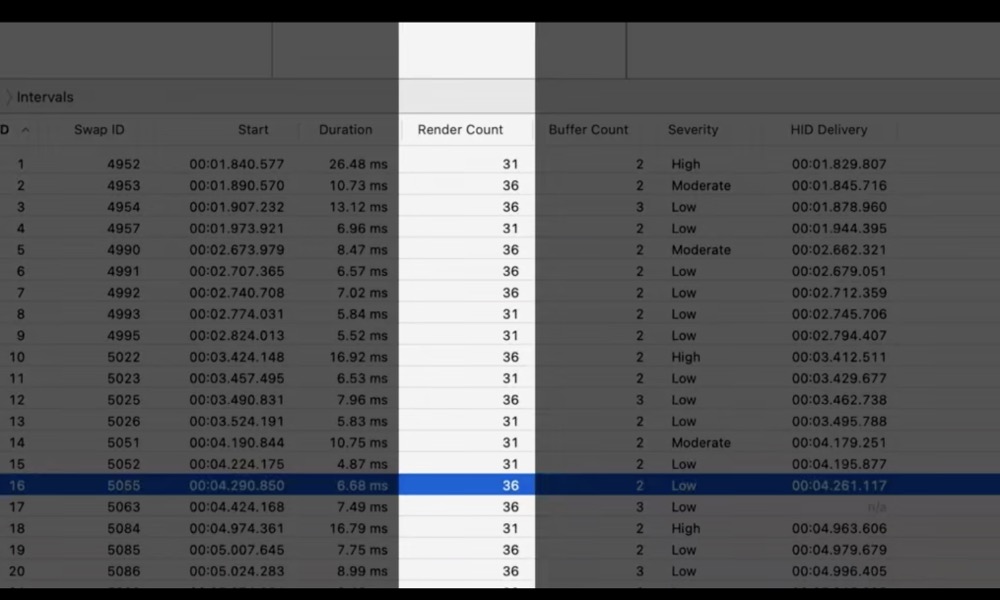 Intervals
D Swap ID Start Duration Render Count Buffer Count Severity HID Delivery
1 4952 00:01.840.577 26.48 ms 31 2 High 00:01.829.807
2 4953 00:01.890.570 10.73 ms 36 2 Moderate 00:01.845.716
3 4954 00:01.907.232 13.12 ms 36 3 Low 00:01.878.960
4 4957 00:01.973.921 6.96 ms 31 2 Low 00:01.944.395
5 4990 00:02.673.979 8.47 ms 36 2 Moderate 00:02.662.321
6 4991 00:02.707.365 6.57 ms 36 2 Low 00:02.679.051
7 4992 00:02.740.708 7.02 ms 36 2 Low 00:02.712.359
8 4993 00:02.774.031 5.84 ms 31 2 Low 00:02.745.706
9 4995 00:02.824.013 5.52 ms 31 2 Low 00:02.794.407
10 5022 00:03.424.148 16.92 ms 36 2 High 00:03.412.511
11 5023 00:03.457.495 6.53 ms 31 2 Low 00:03.429.677
12 5025 00:03.490.831 7.96 ms 36 3 Low 00:03.462.738
13 5026 00:03.524.191 5.83 ms 31 2 Low 00:03.495.788
14 5051 00:04.190.844 10.75 ms 31 2 Moderate 00:04.179.251
15 5052 00:04.224.175 4.87 ms 31 2 Low 00:04.195.877
16 5055 00:04.290.850 6.68 ms 36 2 Low 00:04.261.117
17 5063 00:04.424.168 7.49 ms 36 3 Low n/a
18 5084 00:04.974.361 16.79 ms 31 2 High 00:04.963.606
19 5085 00:05.007.645 7.75 ms 36 2 Low 00:04.979.679
20 5086 00:05.024.283 8.99 ms 36 3 Low 00:04.996.405